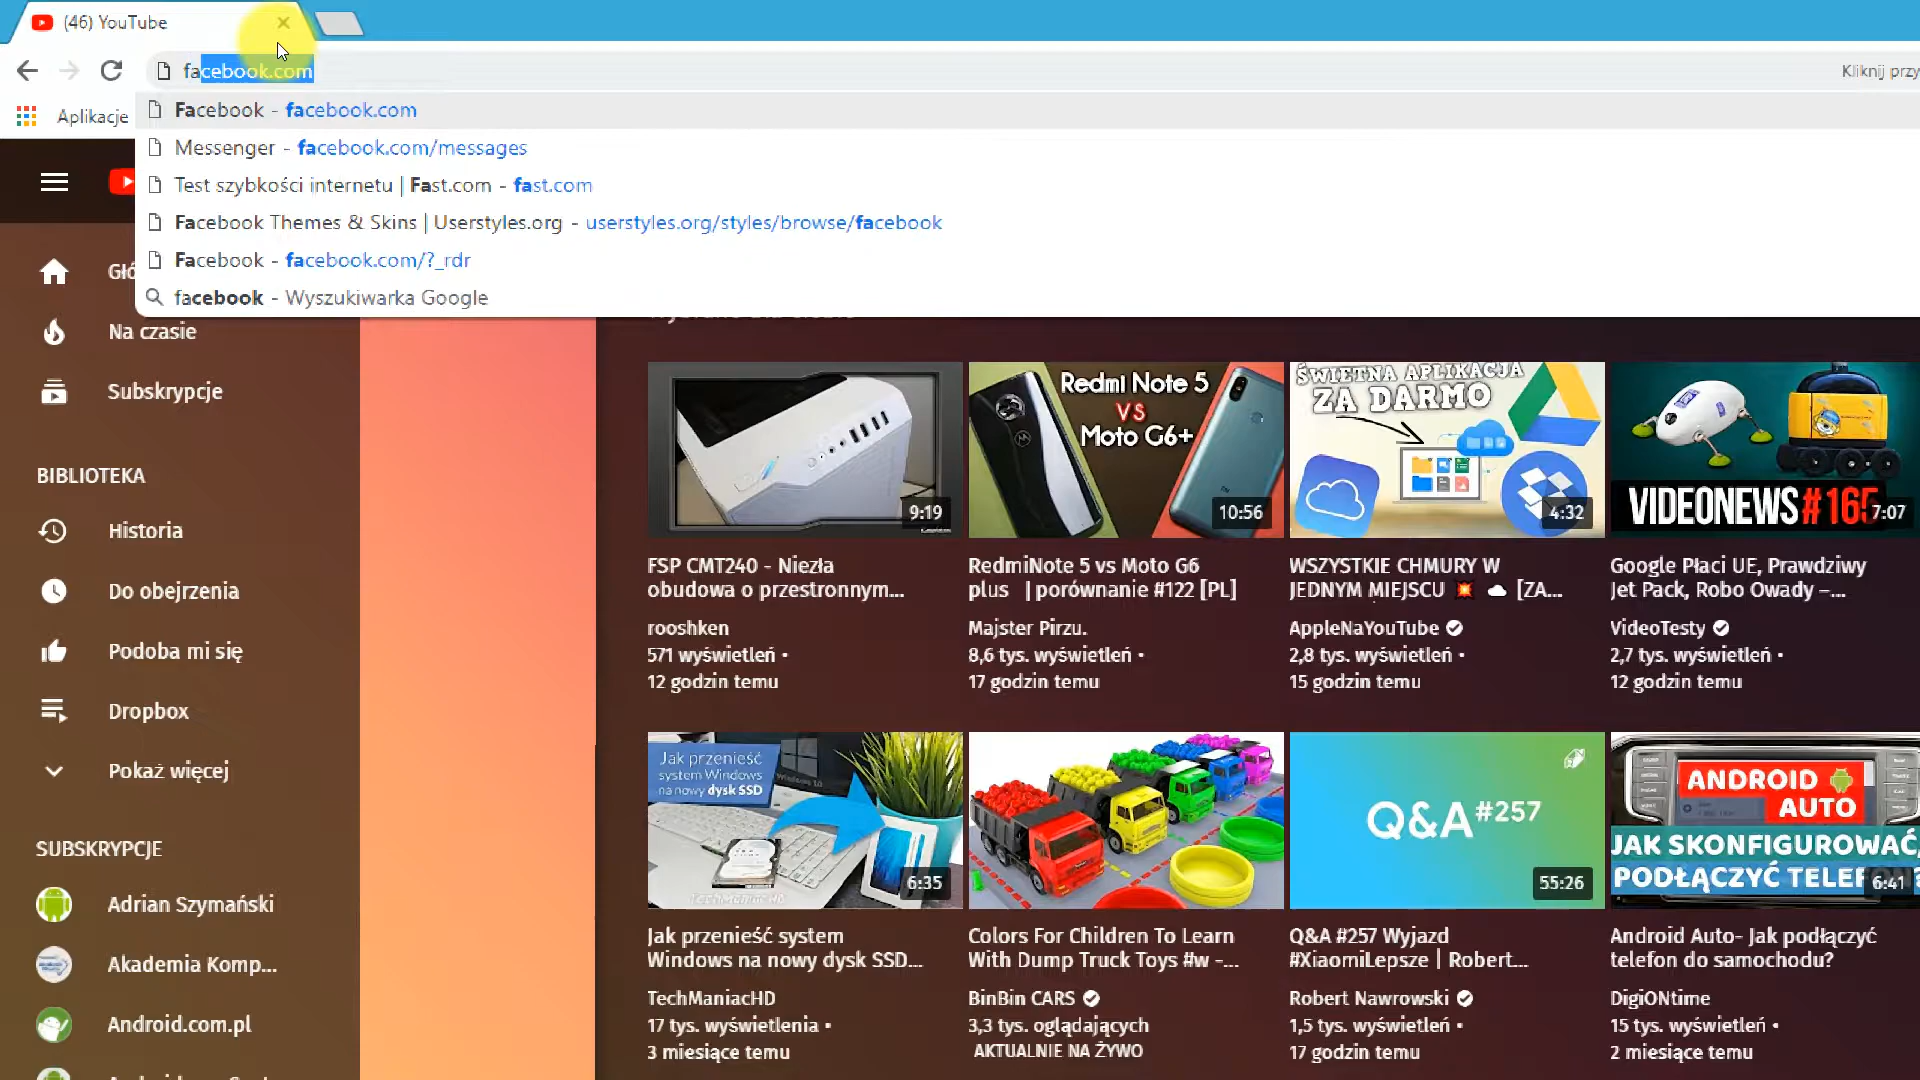 (46) YouTube
facebook.com
Kliknij przy
Aplikacje
Facebook - facebook.com
Messenger - facebook.com/messages
Test szybkości internetu | Fast.com - fast.com
Facebook Themes & Skins | Userstyles.org - userstyles.org/styles/browse/facebook
Facebook - facebook.com/?_rdr
facebook - Wyszukiwarka Google
Głó
Na czasie
Subskrypcje
BIBLIOTEKA
Historia
Do obejrzenia
Podoba mi się
Dropbox
Pokaż więcej
SUBSKRYPCJE
Adrian Szymański
Akademia Komp...
Android.com.pl
9:19
FSP CMT240 - Niezła
obudowa o przestronnym...
rooshken
571 wyświetleń •
12 godzin temu
Redmi Note 5
VS
Moto G6+
10:56
RedmiNote 5 vs Moto G6
plus | porównanie #122 [PL]
Majster Pirzu.
8,6 tys. wyświetleń •
17 godzin temu
ŚWIETNA APLIKACJA
ZA DARMO
4:32
WSZYSTKIE CHMURY W
JEDNYM MIEJSCU 💥 ☁ [ZA...
AppleNaYouTube
2,8 tys. wyświetleń •
15 godzin temu
VIDEONEWS #165
7:07
Google Płaci UE, Prawdziwy
Jet Pack, Robo Owady –...
VideoTesty
2,7 tys. wyświetleń •
12 godzin temu
Jak przenieść
system Windows
na nowy dysk SSD
TechManiacHD
6:35
Jak przenieść system
Windows na nowy dysk SSD...
TechManiacHD
17 tys. wyświetlenia •
3 miesiące temu
Colors For Children To Learn
With Dump Truck Toys #w -...
BinBin CARS
3,3 tys. oglądających
AKTUALNIE NA ŻYWO
Q&A #257
55:26
Q&A #257 Wyjazd
#XiaomiLepsze | Robert...
Robert Nawrowski
1,5 tys. wyświetleń •
17 godzin temu
ANDROID
AUTO
JAK SKONFIGUROWAĆ,
PODŁĄCZYĆ TELEF
6:41
Android Auto- Jak podłączyć
telefon do samochodu?
DigiONtime
15 tys. wyświetleń •
2 miesiące temu